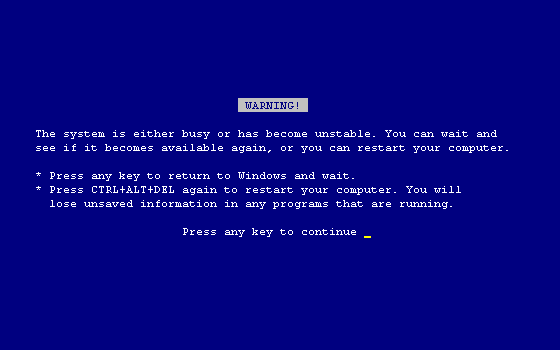 WARNING!
The system is either busy or has become unstable. You can wait and
see if it becomes available again, or you can restart your computer.
* Press any key to return to Windows and wait.
* Press CTRL+ALT+DEL again to restart your computer. You will
lose unsaved information in any programs that are running.
Press any key to continue _